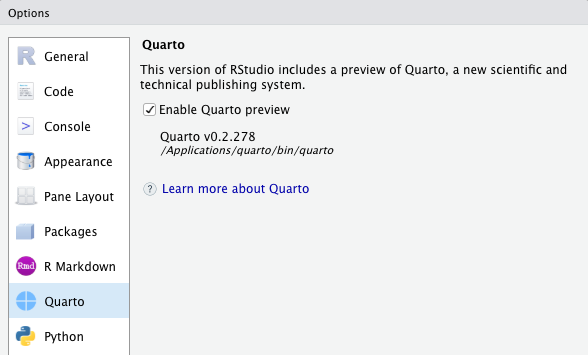 Options
General
Code
Console
Appearance
Pane Layout
Packages
R Markdown
Quarto
Python
Quarto
This version of RStudio includes a preview of Quarto, a new scientific and
technical publishing system.
Enable Quarto preview
Quarto v0.2.278
/Applications/quarto/bin/quarto
? Learn more about Quarto